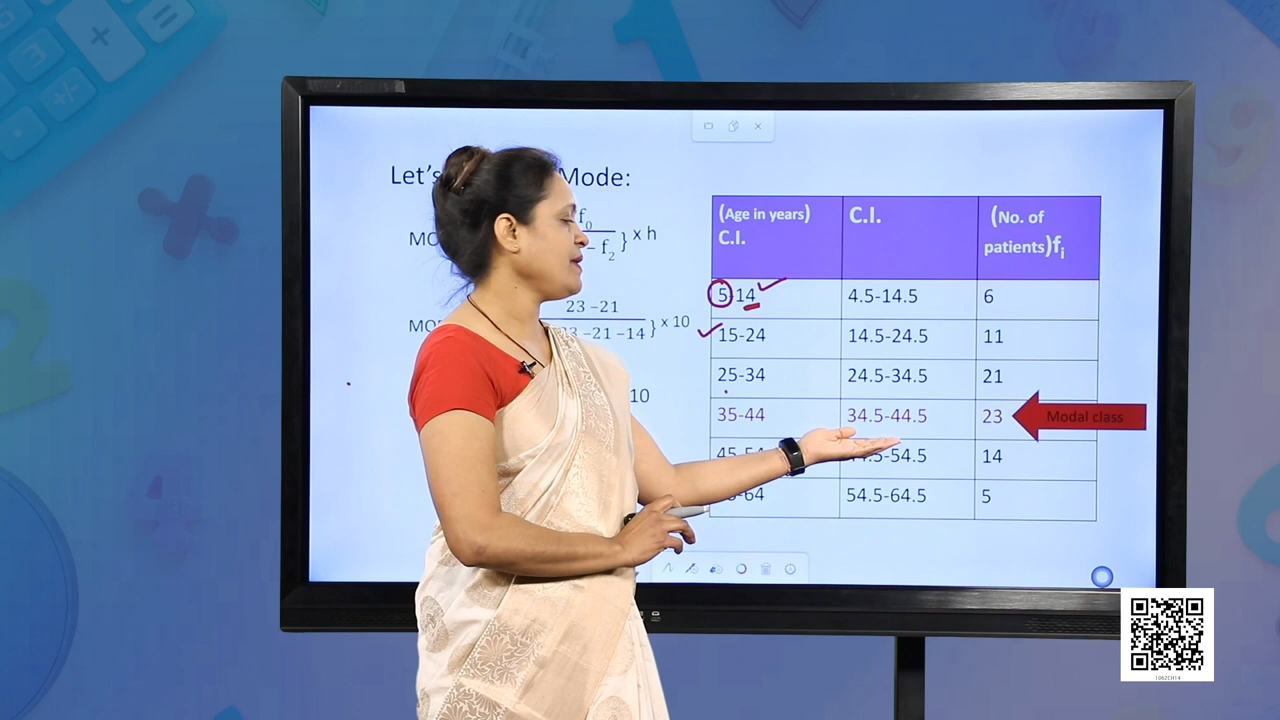 Let's Mode:
f0
MO – f2 } x h
23 –21
–21 –14 } x 10
10
(Age in years) C.I. C.I. (No. of patients)fi
5-14 4.5-14.5 6
15-24 14.5-24.5 11
25-34 24.5-34.5 21
35-44 34.5-44.5 23 Modal class
14
-64 54.5-64.5 5
1062CH14